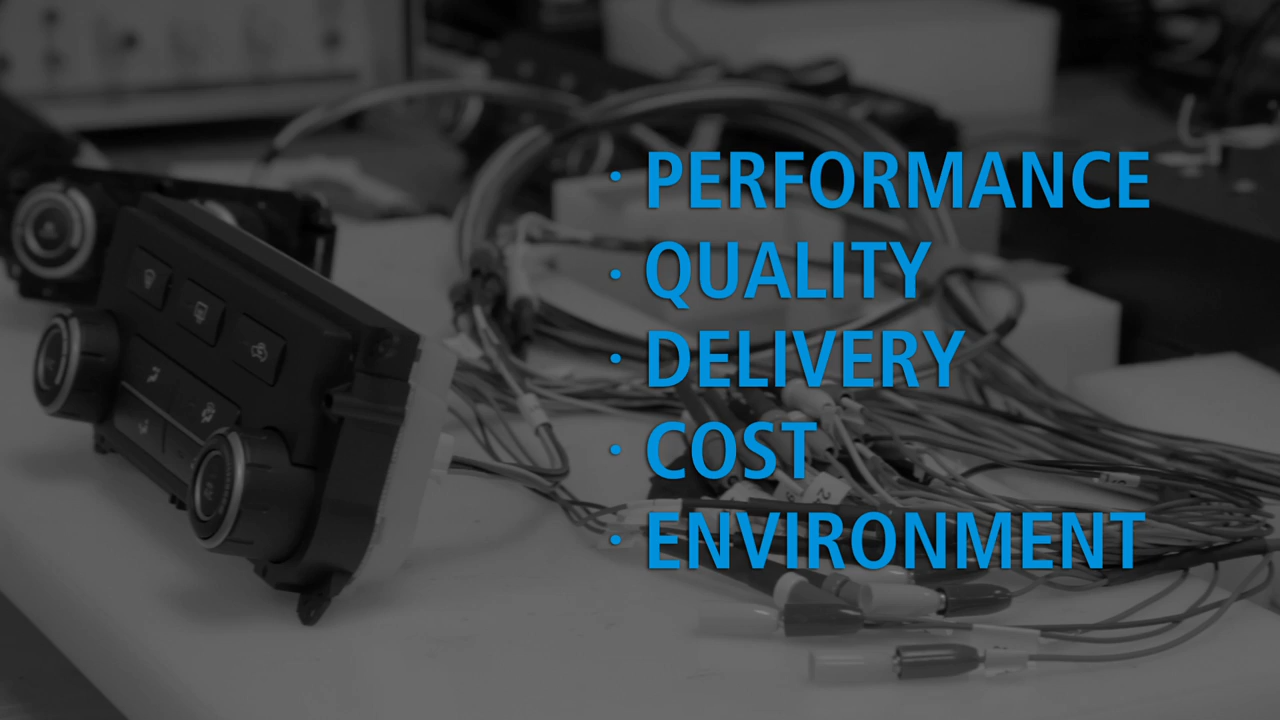 · PERFORMANCE
· QUALITY
· DELIVERY
· COST
· ENVIRONMENT